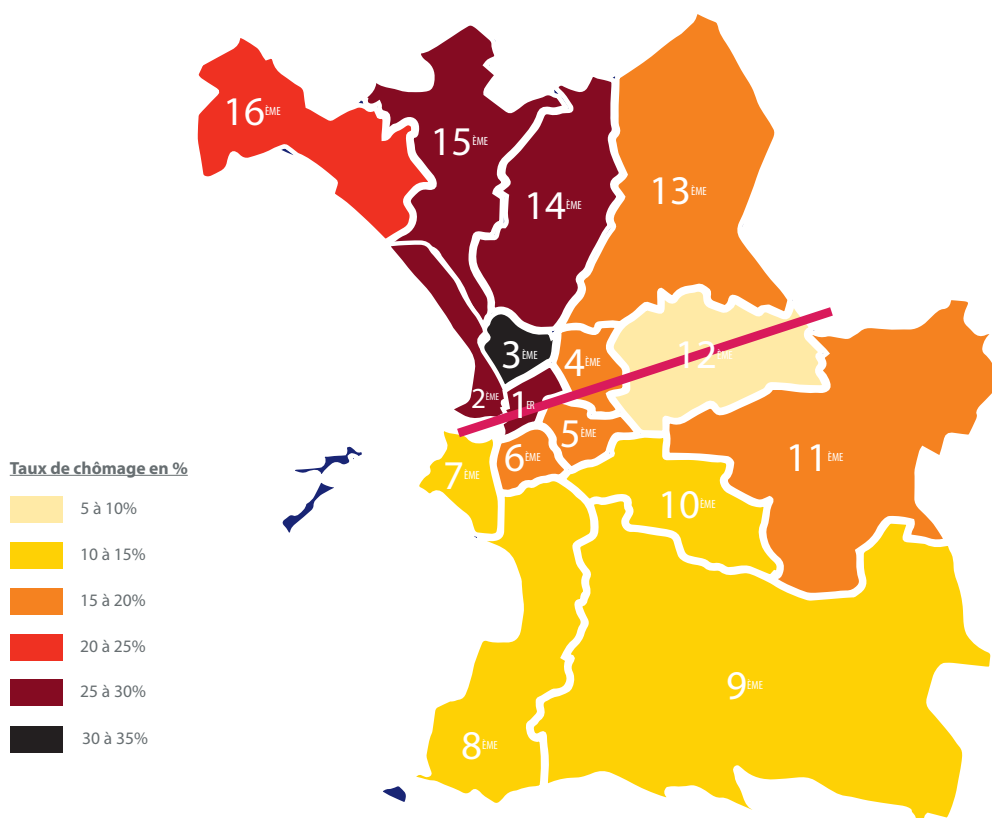 16ÈME
15ÈME
14ÈME
13ÈME
3ÈME
4ÈME
12ÈME
2ÈME
1ER
5ÈME
6ÈME
7ÈME
11ÈME
10ÈME
9ÈME
8ÈME
Taux de chômage en %
5 à 10%
10 à 15%
15 à 20%
20 à 25%
25 à 30%
30 à 35%